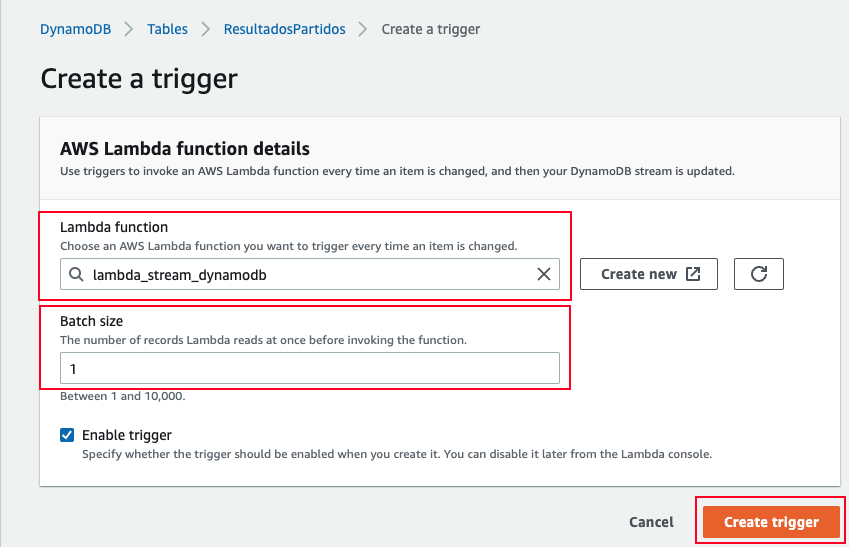 DynamoDB > Tables > ResultadosPartidos > Create a trigger
Create a trigger
AWS Lambda function details
Use triggers to invoke an AWS Lambda function every time an item is changed, and then your DynamoDB stream is updated.
Lambda function
Choose an AWS Lambda function you want to trigger every time an item is changed.
lambda_stream_dynamodb
Create new
Batch size
The number of records Lambda reads at once before invoking the function.
1
Between 1 and 10,000.
Enable trigger
Specify whether the trigger should be enabled when you create it. You can disable it later from the Lambda console.
Cancel Create trigger